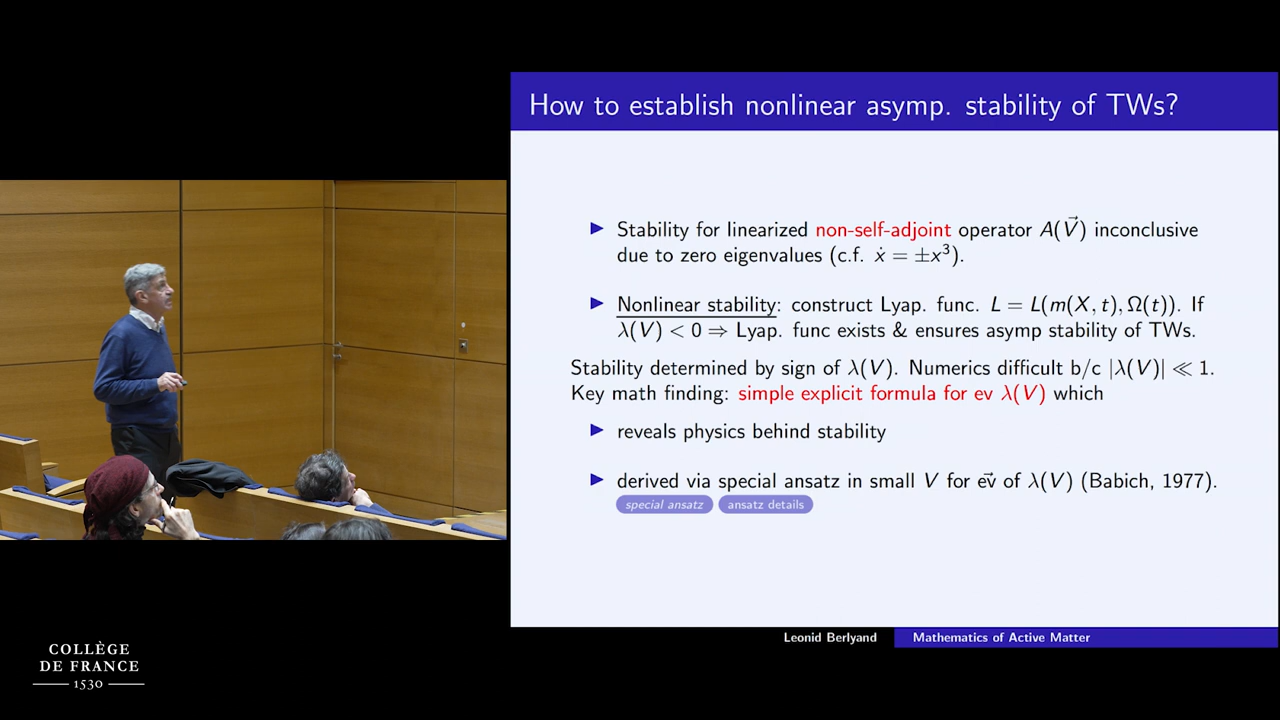 How to establish nonlinear asymp. stability of TWs?
▶ Stability for linearized non-self-adjoint operator A(V⃗) inconclusive
due to zero eigenvalues (c.f. ẋ = ±x³).
▶ Nonlinear stability: construct Lyap. func. L = L(m(X, t), Ω(t)). If
λ(V) < 0 ⇒ Lyap. func exists & ensures asymp stability of TWs.
Stability determined by sign of λ(V). Numerics difficult b/c |λ(V)| ≪ 1.
Key math finding: simple explicit formula for ev λ(V) which
▶ reveals physics behind stability
▶ derived via special ansatz in small V for ev⃗ of λ(V) (Babich, 1977).
special ansatz ansatz details
Leonid Berlyand Mathematics of Active Matter
COLLÈGE
DE FRANCE
1530